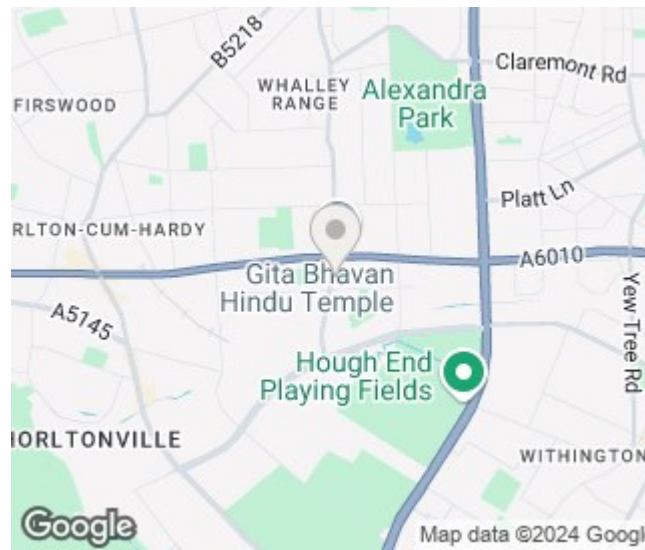 B5218
Claremont Rd
WHALLEY
RANGE
FIRSWOOD
Alexandra
Park
Platt Ln
RLTON-CUM-HARDY
A6010
Gita Bhavan
Hindu Temple
Yew Tree Rd
A5145
Hough End
Playing Fields
HORLTONVILLE
WITHINGTON
Google
Map data ©2024 Google